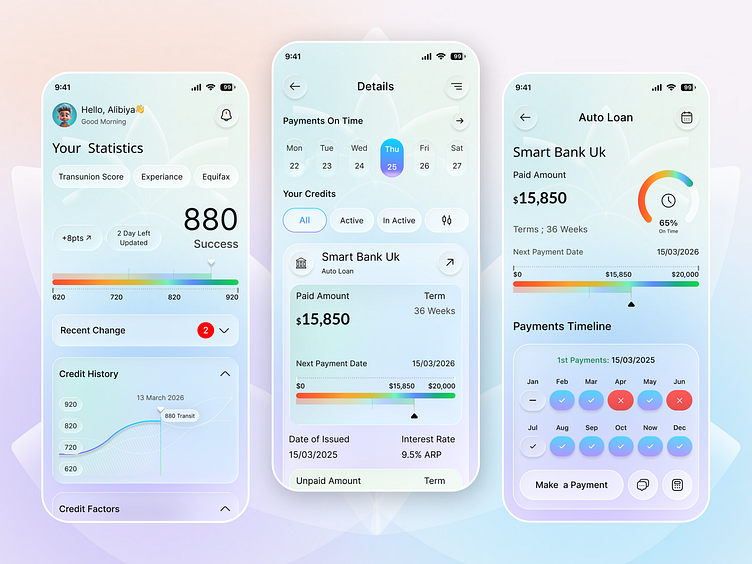 9:41
99
Hello, Alibiya👋
Good Morning
Your Statistics
Transunion Score
Experiance
Equifax
+8pts ↗
2 Day Left
Updated
880
Success
620 720 820 920
Recent Change
2
Credit History
13 March 2026
880 Transit
920
820
720
620
Credit Factors
9:41
99
Details
Payments On Time
Mon Tue Wed Thu Fri Sat
22 23 24 25 26 27
Your Credits
All
Active
In Active
Smart Bank Uk
Auto Loan
Paid Amount Term
$15,850 36 Weeks
Next Payment Date 15/03/2026
$0 $15,850 $20,000
Date of Issued Interest Rate
15/03/2025 9.5% ARP
Unpaid Amount Term
9:41
99
Auto Loan
Smart Bank Uk
Paid Amount
$15,850
Terms ; 36 Weeks
65%
On Time
Next Payment Date 15/03/2026
$0 $15,850 $20,000
Payments Timeline
1st Payments: 15/03/2025
Jan Feb Mar Apr May Jun
Jul Aug Sep Oct Nov Dec
Make a Payment